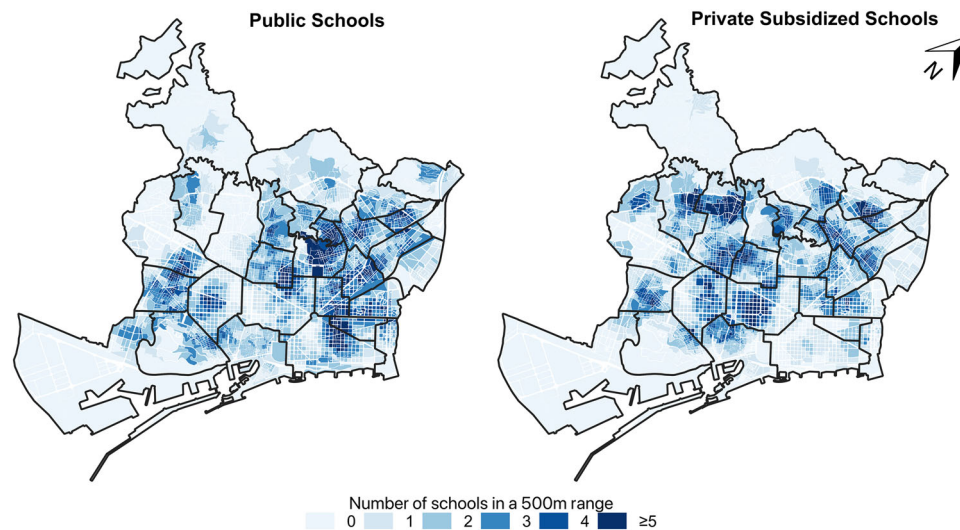 Public Schools
Private Subsidized Schools
N
Number of schools in a 500m range
0 1 2 3 4 ≥5